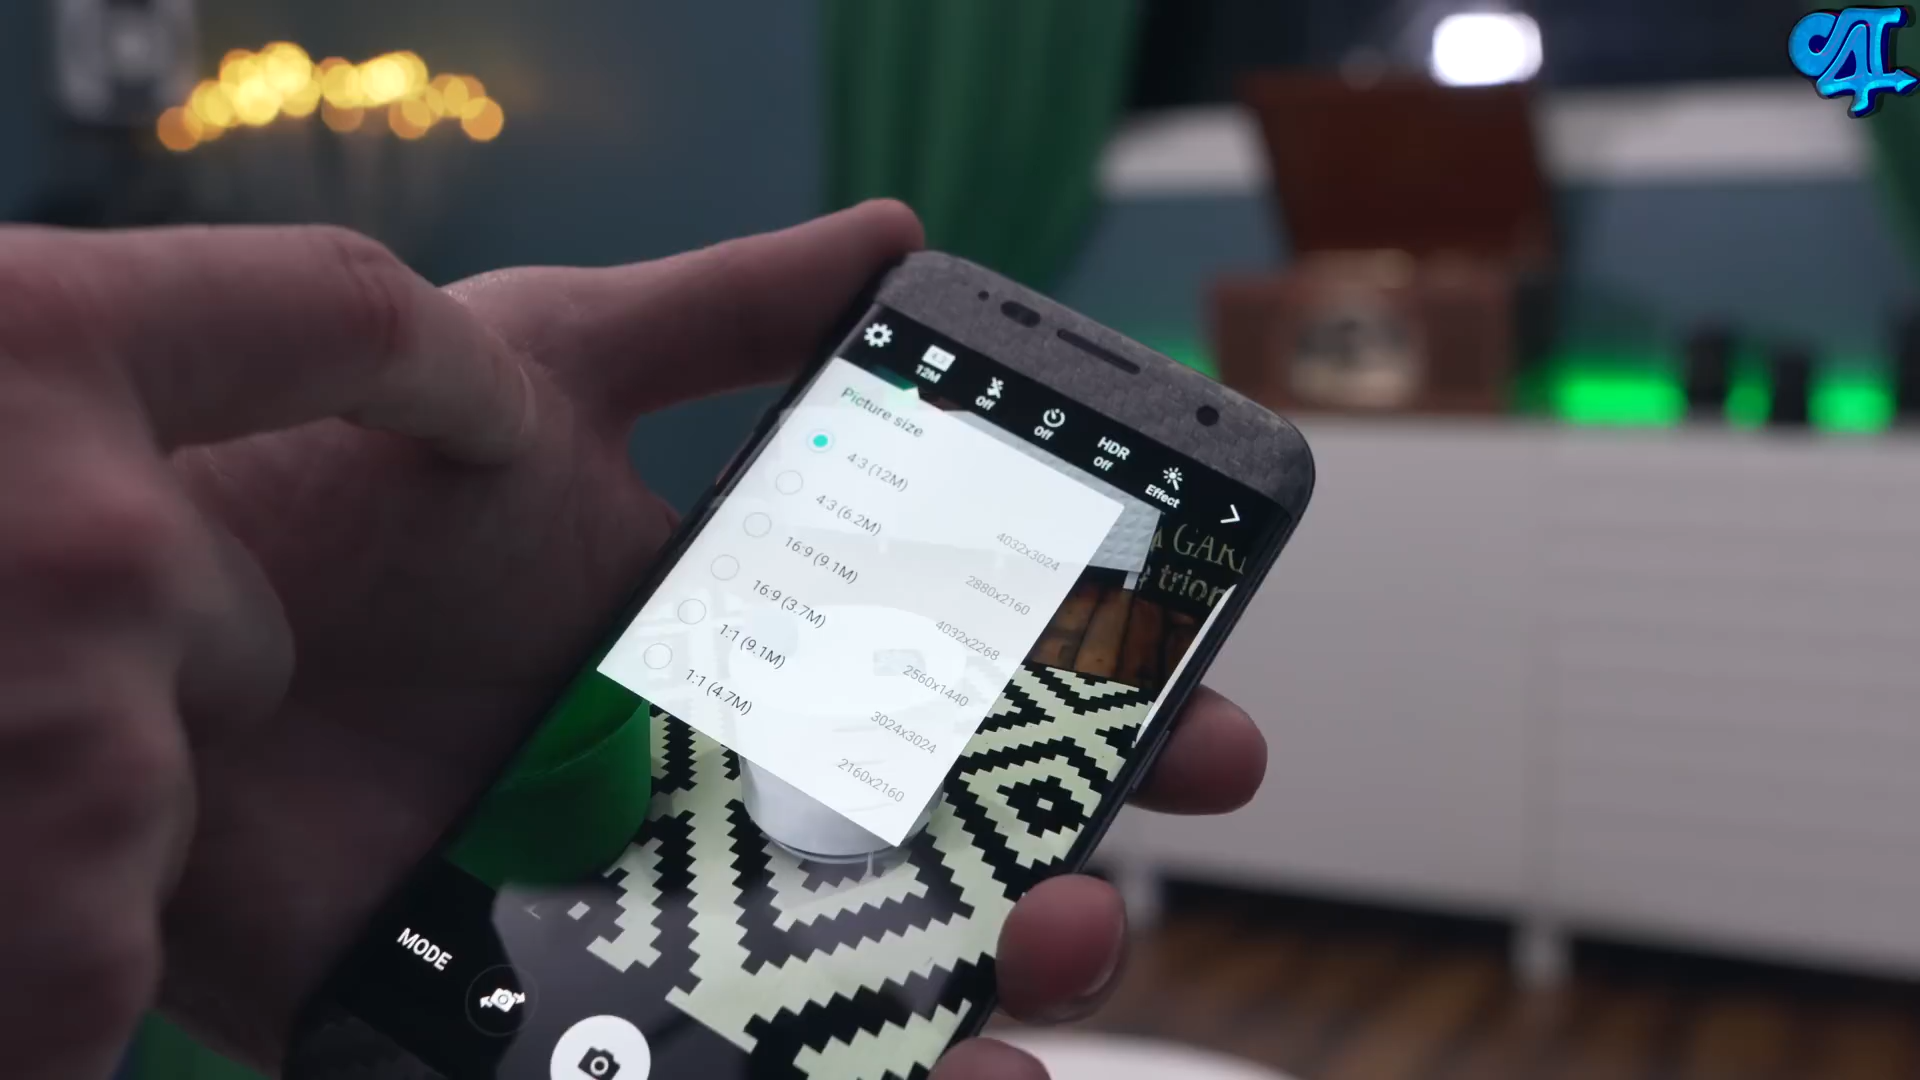 12M
Off
Off
HDR
Off
Effect
Picture size
4:3 (12M)
4032x3024
4:3 (6.2M)
2880x2160
16:9 (9.1M)
4032x2268
16:9 (3.7M)
2560x1440
1:1 (9.1M)
3024x3024
1:1 (4.7M)
2160x2160
MODE